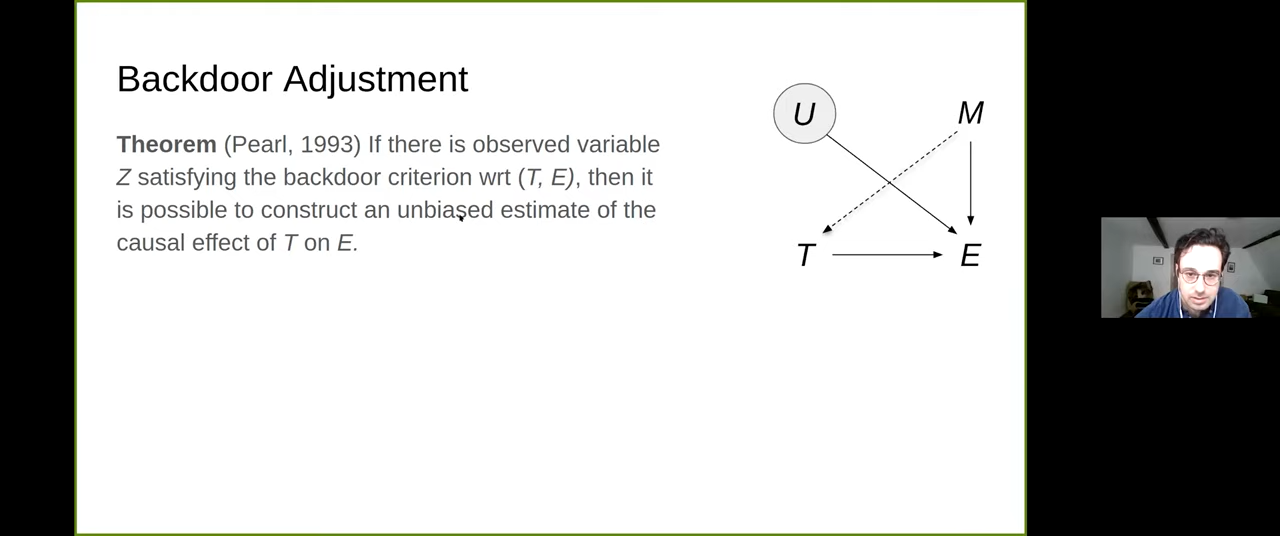 Backdoor Adjustment
Theorem (Pearl, 1993) If there is observed variable
Z satisfying the backdoor criterion wrt (T, E), then it
is possible to construct an unbiased estimate of the
causal effect of T on E.
U
M
T
E